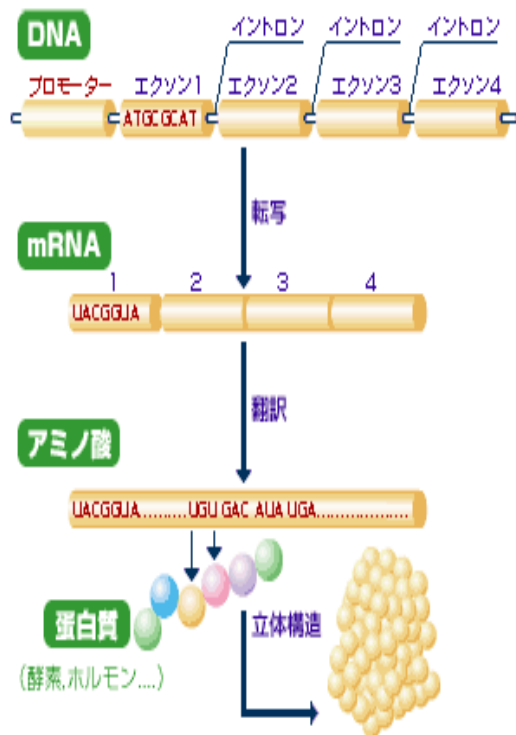 DNA
イントロン イントロン イントロン
プロモーター エクソン1 エクソン2 エクソン3 エクソン4
ATGCGCAT
転写
mRNA
1 2 3 4
UACGGUA
翻訳
アミノ酸
UACGGUA.........UGU GAC AUA UGA..................
蛋白質
立体構造
(酵素,ホルモン....)